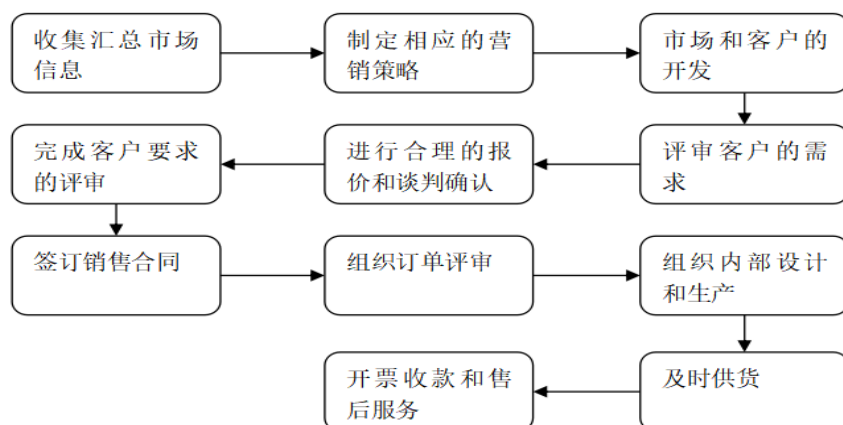 收集汇总市场
信息
制定相应的营
销策略
市场和客户的
开发
评审客户的需
求
进行合理的报
价和谈判确认
完成客户要求
的评审
签订销售合同
组织订单评审
组织内部设计
和生产
及时供货
开票收款和售
后服务